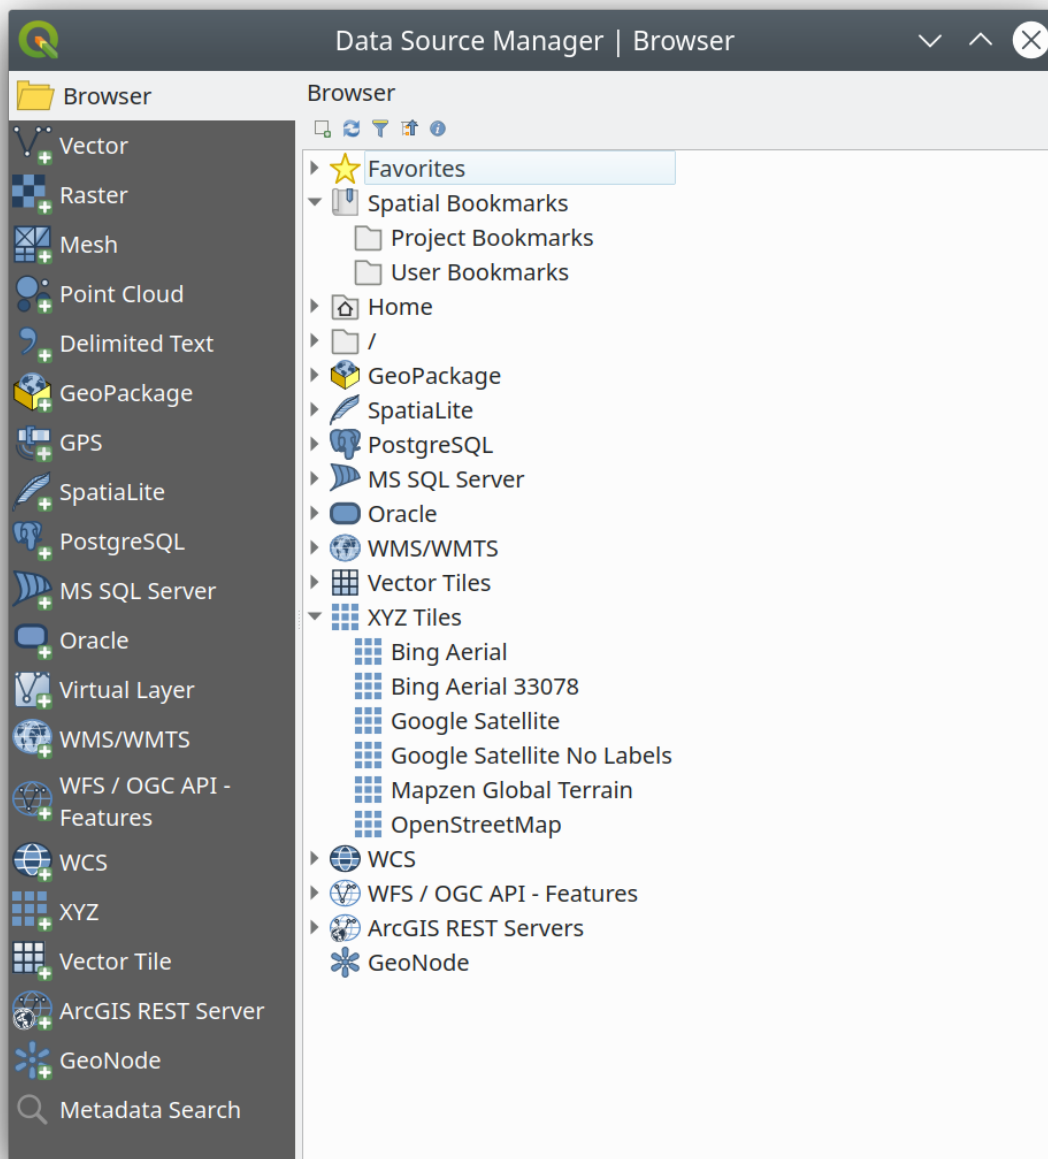 Data Source Manager | Browser
Browser
Vector
Raster
Mesh
Point Cloud
Delimited Text
GeoPackage
GPS
SpatiaLite
PostgreSQL
MS SQL Server
Oracle
Virtual Layer
WMS/WMTS
WFS / OGC API -
Features
WCS
XYZ
Vector Tile
ArcGIS REST Server
GeoNode
Metadata Search
Browser
Favorites
Spatial Bookmarks
Project Bookmarks
User Bookmarks
Home
/
GeoPackage
SpatiaLite
PostgreSQL
MS SQL Server
Oracle
WMS/WMTS
Vector Tiles
XYZ Tiles
Bing Aerial
Bing Aerial 33078
Google Satellite
Google Satellite No Labels
Mapzen Global Terrain
OpenStreetMap
WCS
WFS / OGC API - Features
ArcGIS REST Servers
GeoNode